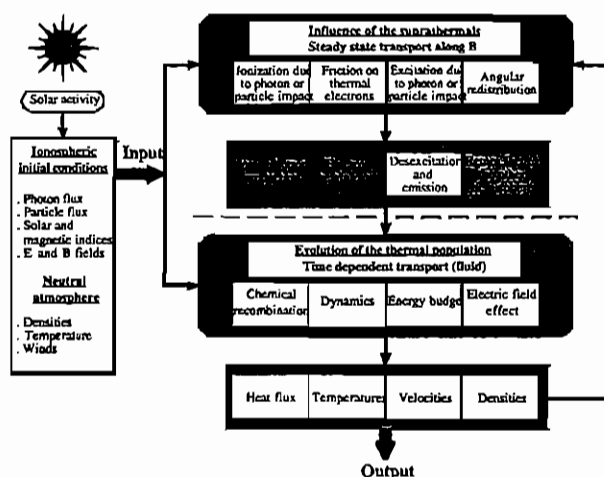 Solar activity
Ionospheric
initial conditions
. Photon flux
. Particle flux
. Solar and
magnetic indices
. E and B fields
Neutral
atmosphere
. Densities
. Temperature
. Winds
Input
Influence of the suprathermals
Steady state transport along B
Ionization due
to photon or
particle impact
Friction on
thermal
electrons
Excitation due
to photon or
particle impact
Angular
redistribution
Desexcitation
and
emission
Evolution of the thermal population
Time dependent transport (fluid)
Chemical
recombination
Dynamics
Energy budge
Electric field
effect
Heat flux
Temperatures
Velocities
Densities
Output